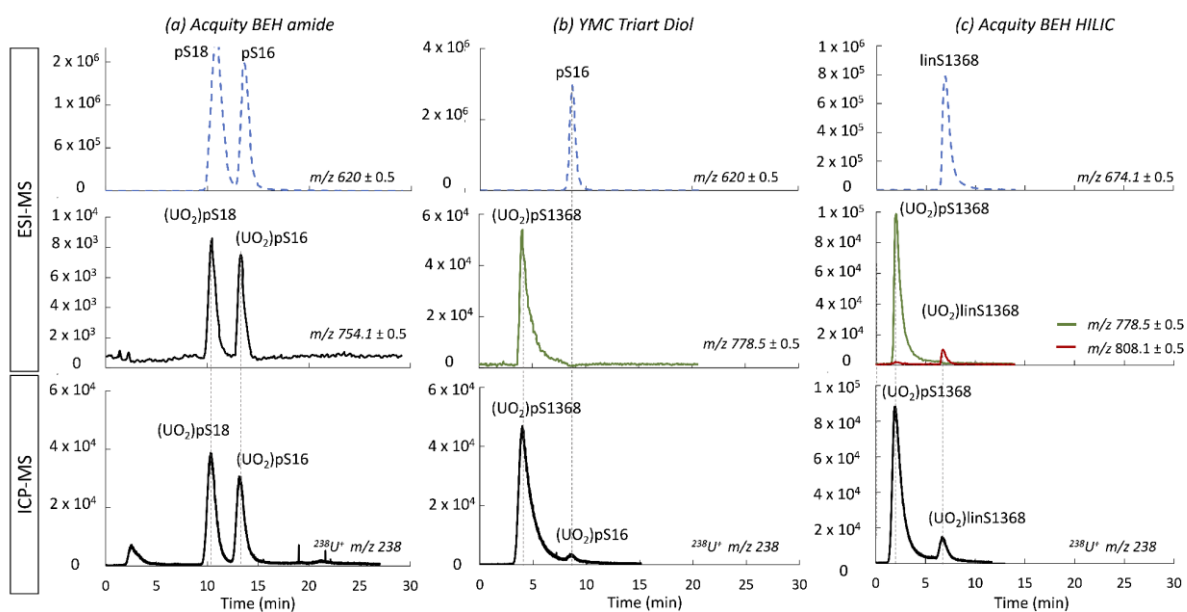 (a) Acquity BEH amide
(b) YMC Triart Diol
(c) Acquity BEH HILIC
ESI-MS
ICP-MS
2 x 10⁶
1 x 10⁶
6 x 10⁵
0
pS18
pS16
m/z 620 ± 0.5
4 x 10⁶
3 x 10⁶
2 x 10⁶
0
pS16
m/z 620 ± 0.5
1 x 10⁶
8 x 10⁵
6 x 10⁵
5 x 10⁵
4 x 10⁵
2 x 10⁵
1 x 10⁵
0
linS1368
m/z 674.1 ± 0.5
1 x 10⁴
8 x 10³
6 x 10³
4 x 10³
2 x 10³
0
(UO₂)pS18
(UO₂)pS16
m/z 754.1 ± 0.5
8 x 10⁴
6 x 10⁴
4 x 10⁴
2 x 10⁴
0
(UO₂)pS1368
m/z 778.5 ± 0.5
1 x 10⁵
8 x 10⁴
6 x 10⁴
4 x 10⁴
2 x 10⁴
0
(UO₂)pS1368
(UO₂)linS1368
m/z 778.5 ± 0.5
m/z 808.1 ± 0.5
6 x 10⁴
4 x 10⁴
2 x 10⁴
0
(UO₂)pS18
(UO₂)pS16
²³⁸U⁺ m/z 238
0 5 10 15 20 25 30
Time (min)
6 x 10⁴
4 x 10⁴
2 x 10⁴
0
(UO₂)pS1368
(UO₂)pS16
²³⁸U⁺ m/z 238
0 5 10 15 20 25 30
Time (min)
1 x 10⁵
8 x 10⁴
6 x 10⁴
4 x 10⁴
2 x 10⁴
0
(UO₂)pS1368
(UO₂)linS1368
²³⁸U⁺ m/z 238
0 5 10 15 20 25 30
Time (min)